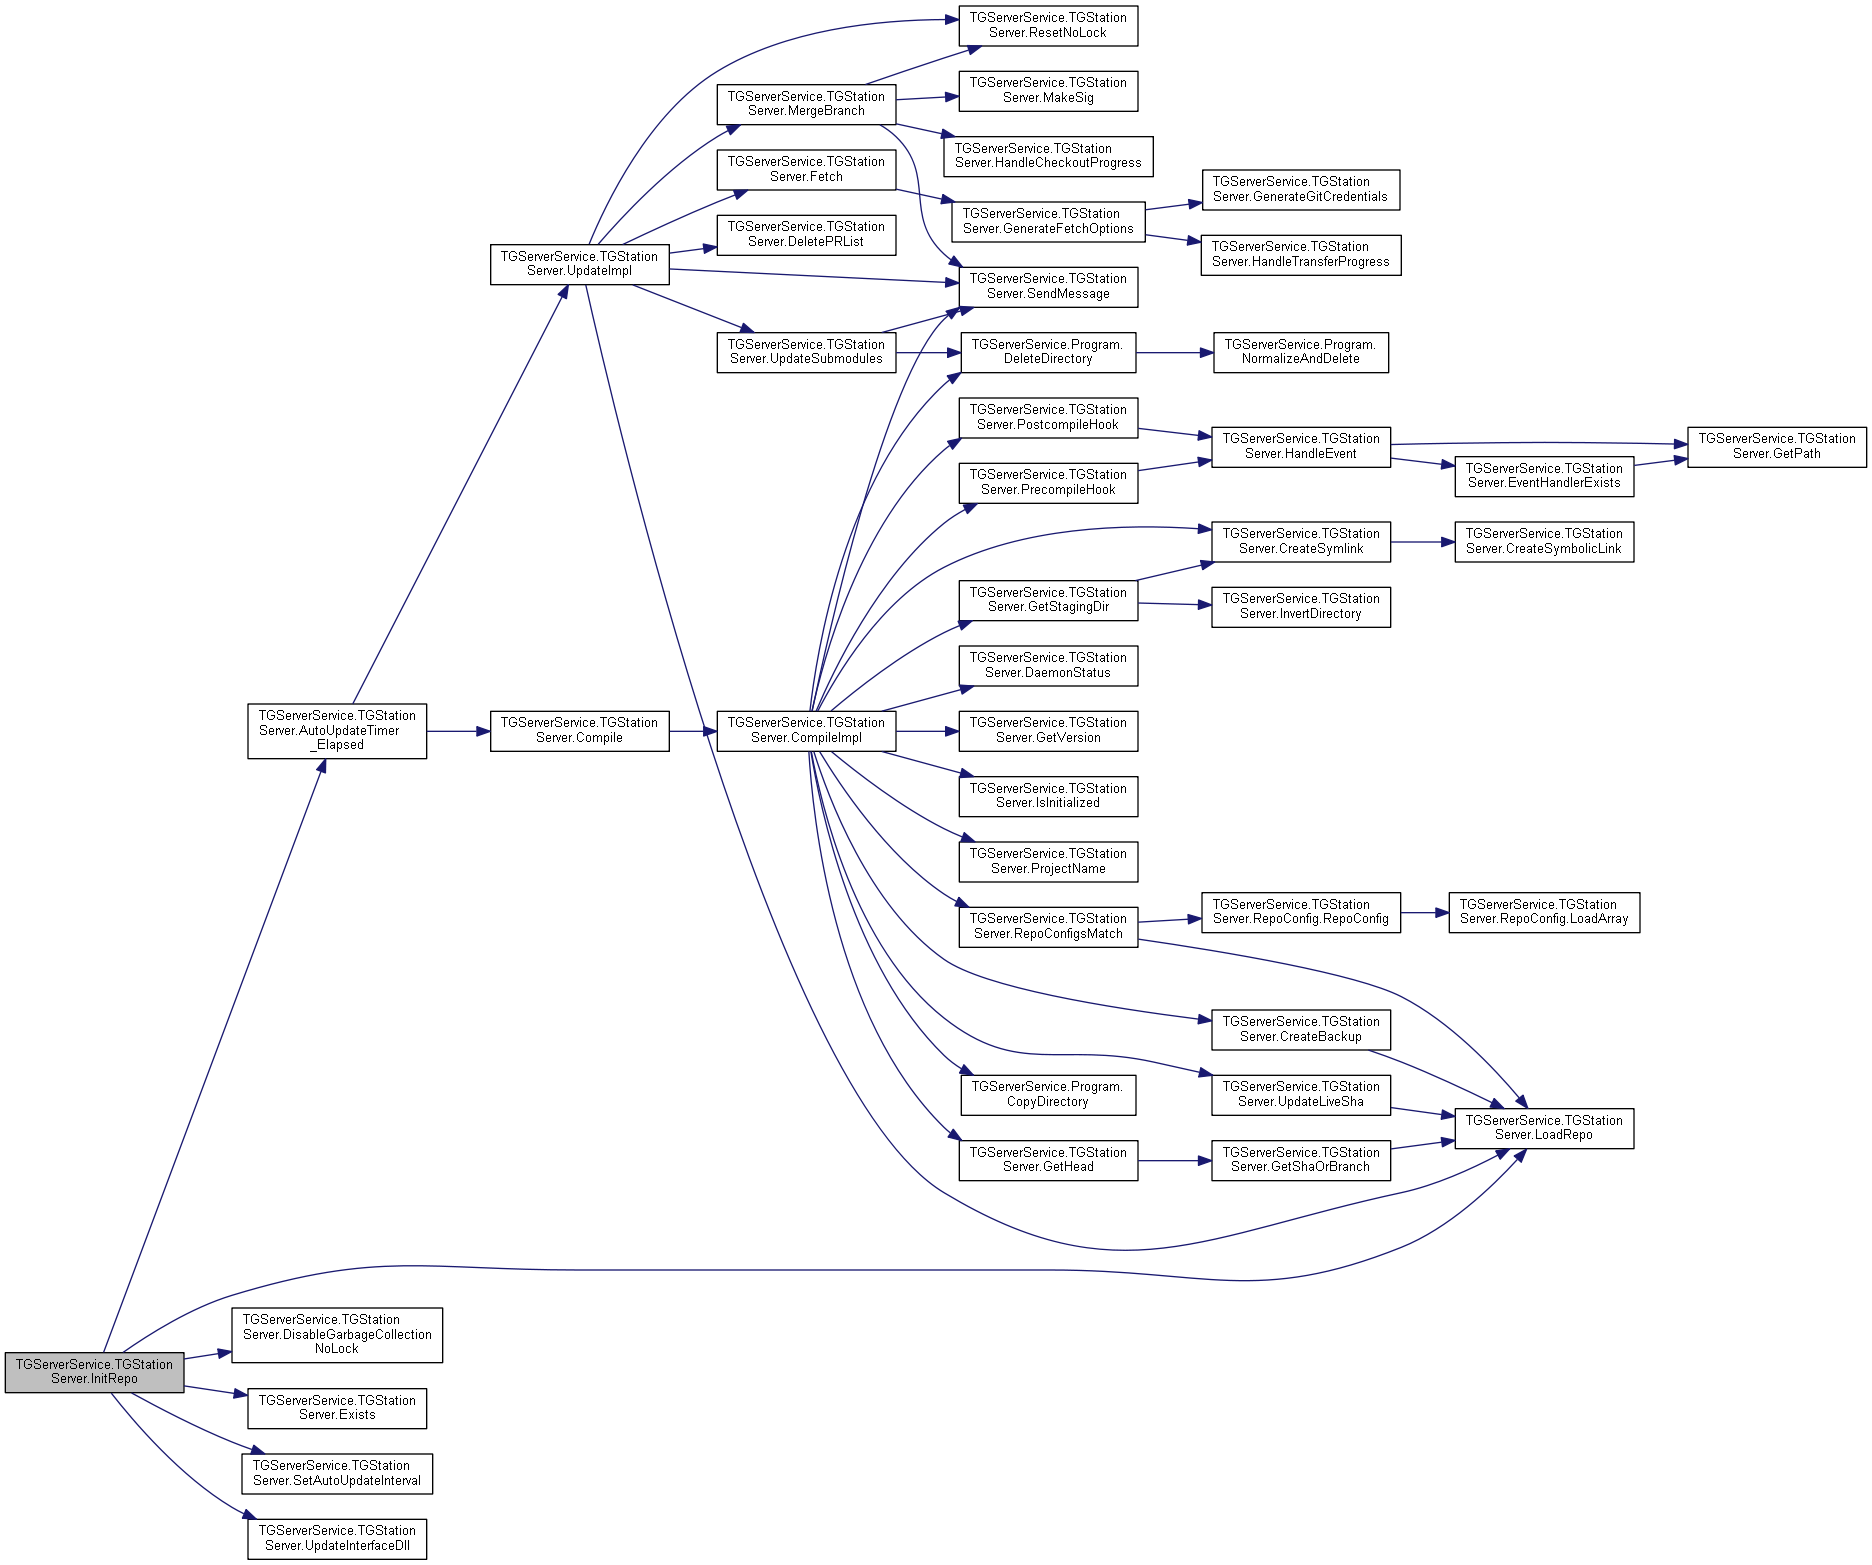 TGServerService.TGStation
Server.ResetNoLock
TGServerService.TGStation
Server.MakeSig
TGServerService.TGStation
Server.MergeBranch
TGServerService.TGStation
Server.HandleCheckoutProgress
TGServerService.TGStation
Server.Fetch
TGServerService.TGStation
Server.GenerateGitCredentials
TGServerService.TGStation
Server.GenerateFetchOptions
TGServerService.TGStation
Server.DeletePRList
TGServerService.TGStation
Server.HandleTransferProgress
TGServerService.TGStation
Server.UpdateImpl
TGServerService.TGStation
Server.SendMessage
TGServerService.TGStation
Server.UpdateSubmodules
TGServerService.Program.
DeleteDirectory
TGServerService.Program.
NormalizeAndDelete
TGServerService.TGStation
Server.PostcompileHook
TGServerService.TGStation
Server.HandleEvent
TGServerService.TGStation
Server.GetPath
TGServerService.TGStation
Server.PrecompileHook
TGServerService.TGStation
Server.EventHandlerExists
TGServerService.TGStation
Server.CreateSymlink
TGServerService.TGStation
Server.CreateSymbolicLink
TGServerService.TGStation
Server.GetStagingDir
TGServerService.TGStation
Server.InvertDirectory
TGServerService.TGStation
Server.DaemonStatus
TGServerService.TGStation
Server.AutoUpdateTimer
_Elapsed
TGServerService.TGStation
Server.Compile
TGServerService.TGStation
Server.CompileImpl
TGServerService.TGStation
Server.GetVersion
TGServerService.TGStation
Server.IsInitialized
TGServerService.TGStation
Server.ProjectName
TGServerService.TGStation
Server.RepoConfigsMatch
TGServerService.TGStation
Server.RepoConfig.RepoConfig
TGServerService.TGStation
Server.RepoConfig.LoadArray
TGServerService.TGStation
Server.CreateBackup
TGServerService.Program.
CopyDirectory
TGServerService.TGStation
Server.UpdateLiveSha
TGServerService.TGStation
Server.LoadRepo
TGServerService.TGStation
Server.GetHead
TGServerService.TGStation
Server.GetShaOrBranch
TGServerService.TGStation
Server.DisableGarbageCollection
NoLock
TGServerService.TGStation
Server.InitRepo
TGServerService.TGStation
Server.Exists
TGServerService.TGStation
Server.SetAutoUpdateInterval
TGServerService.TGStation
Server.UpdateInterfaceDll